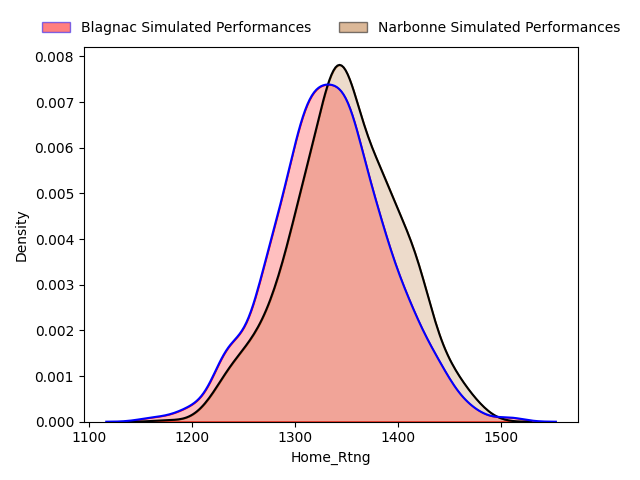 Blagnac Simulated Performances Narbonne Simulated Performances
0.008
0.007
0.006
0.005
0.004
0.003
0.002
0.001
0.000
Density
1100 1200 1300 1400 1500
Home_Rtng